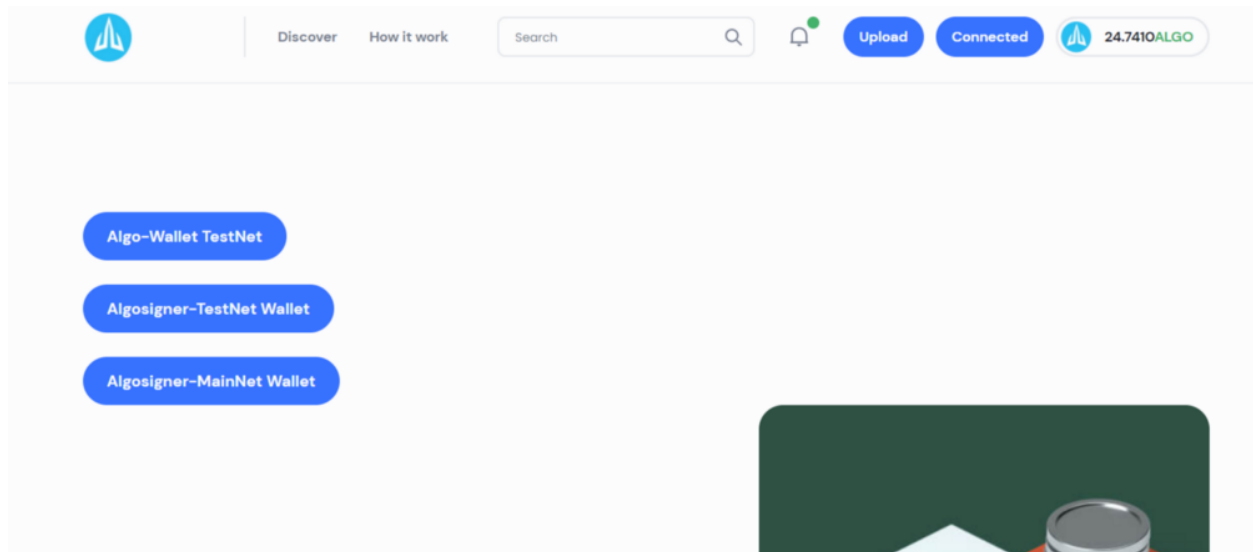 Discover How it work Search Upload Connected 24.7410ALGO
Algo-Wallet TestNet
Algosigner-TestNet Wallet
Algosigner-MainNet Wallet